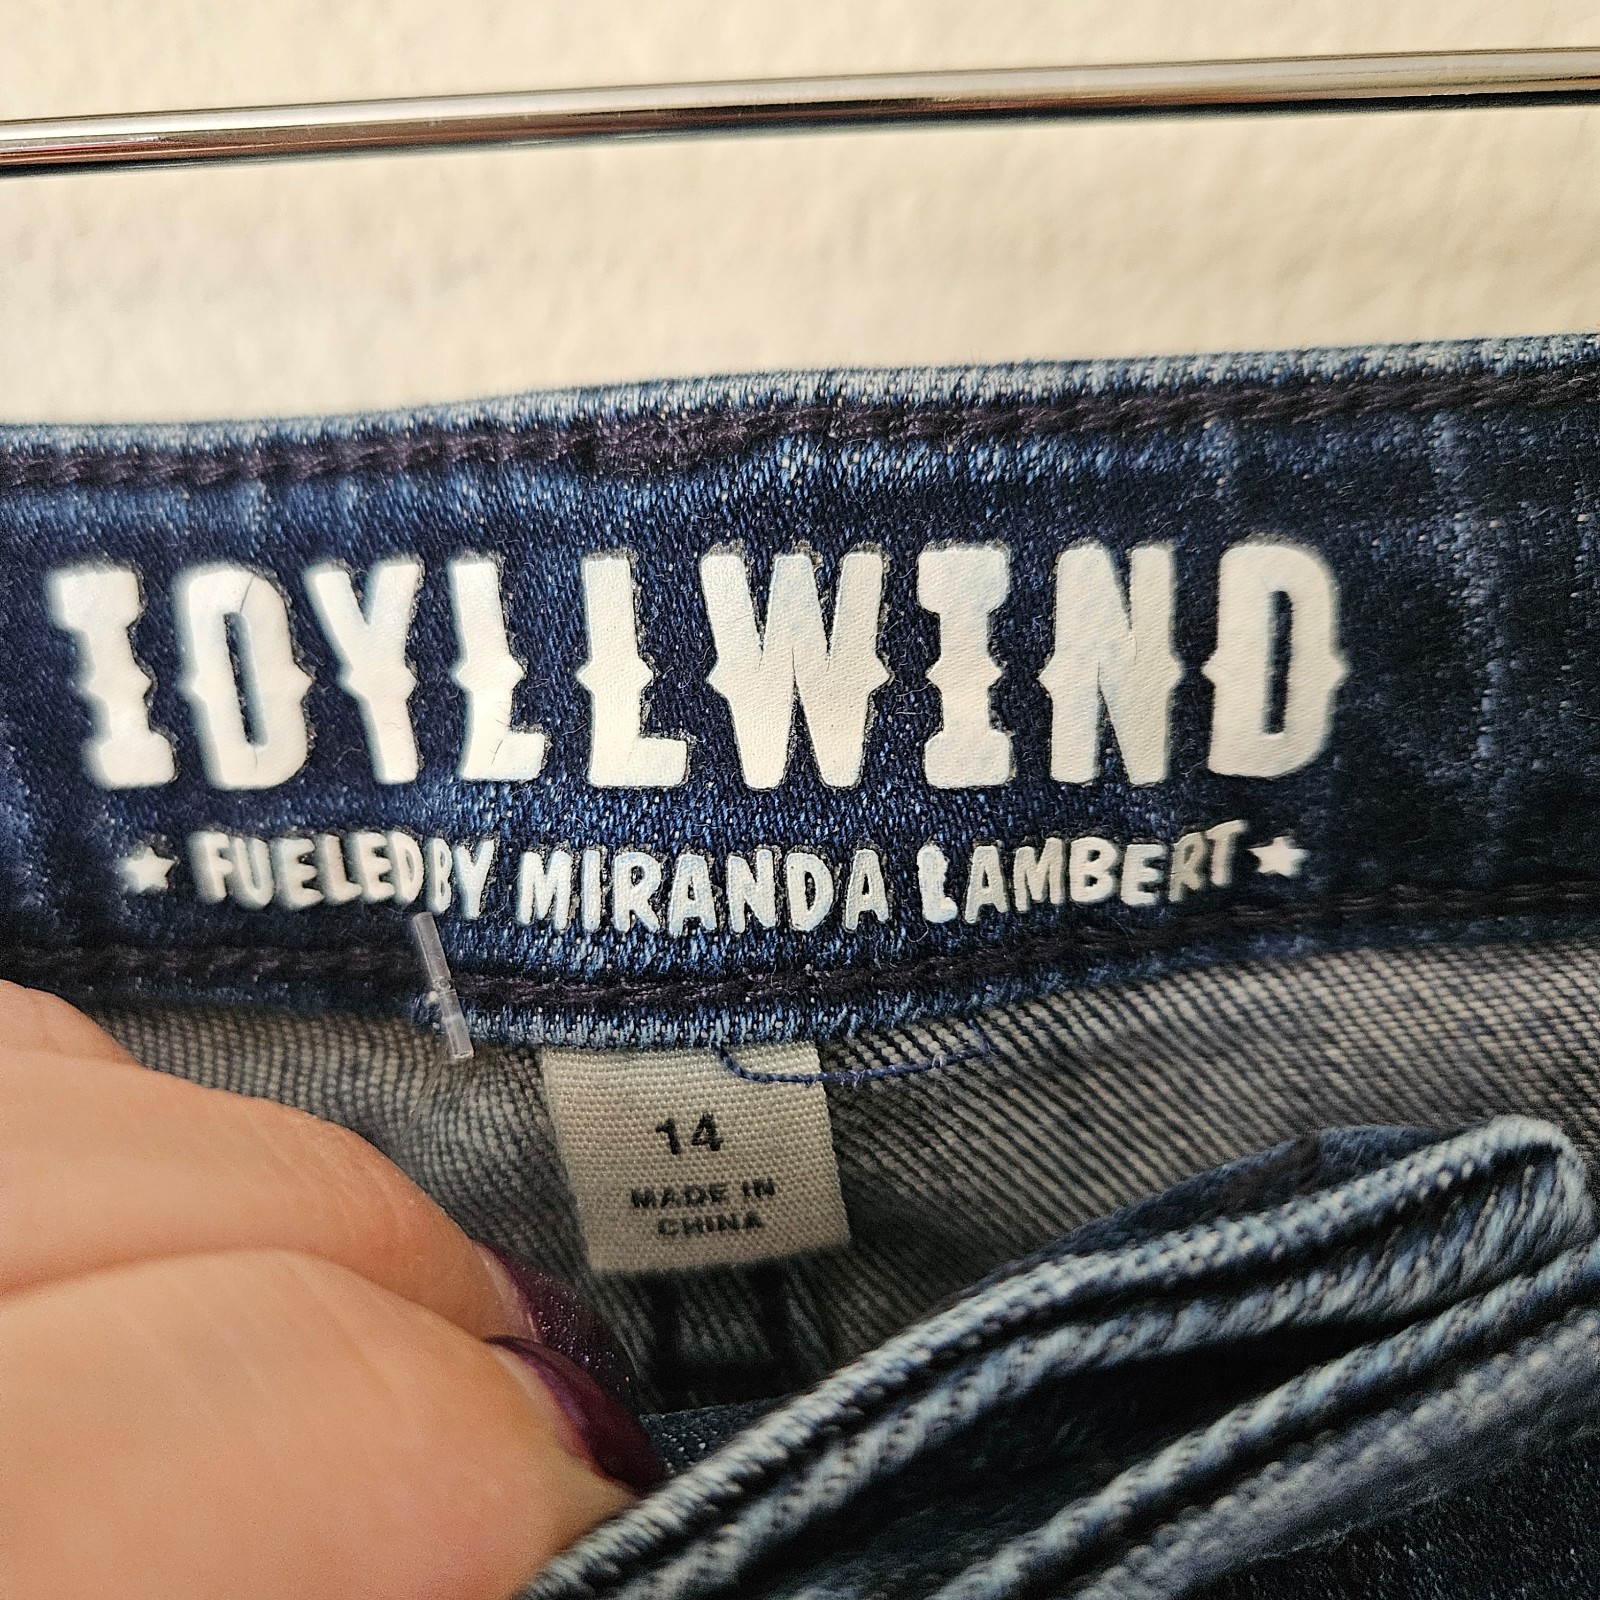 IDYLLWIND
★ FUELED BY MIRANDA LAMBERT ★
14
MADE IN
CHINA